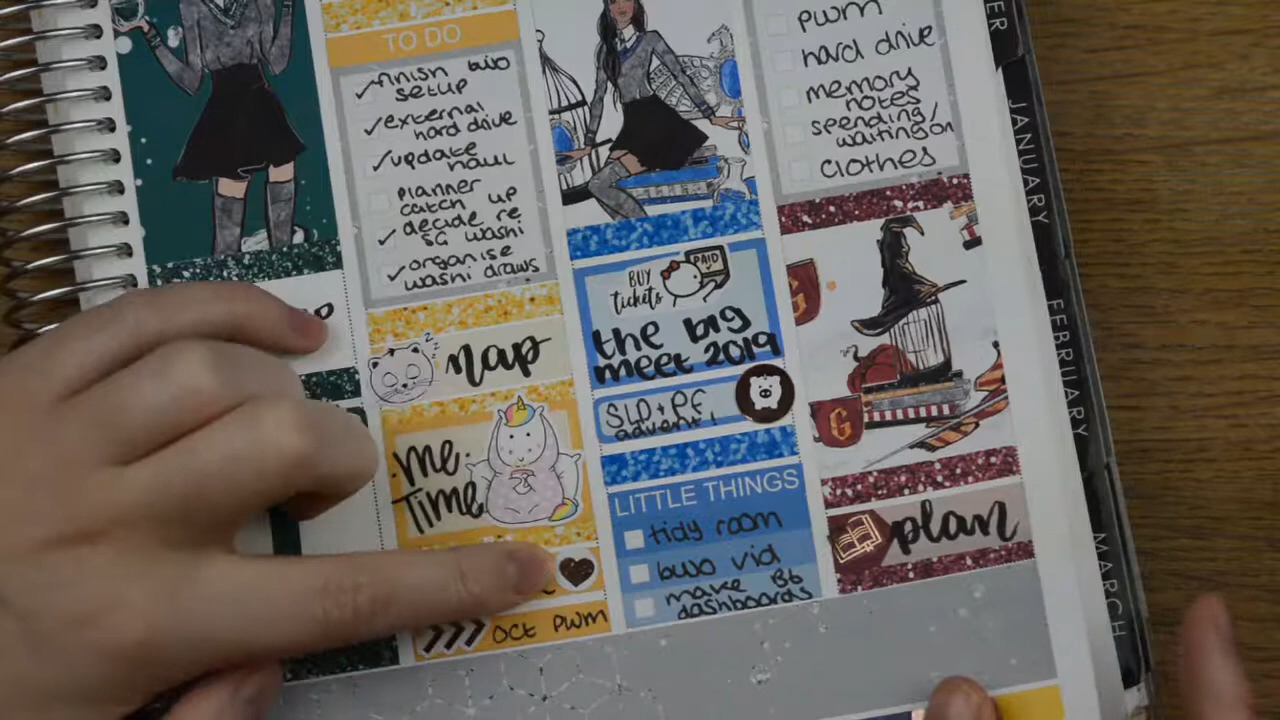 TO DO
finish bwo
setup
external
hard drive
update
haul
planner
catch up
decide re
SG washi
organise
washi draws
nap
me
Time
OCT PWM
BUY
tickets
PAID
the big
meet 2019
SLD + PF
advent!
LITTLE THINGS
tidy room
bwo vid
make B6
dashboards
PWM
hard drive
memory
notes
spending/
waiting on
clothes
G
G
plan
ER
JANUARY
FEBRUARY
MARCH